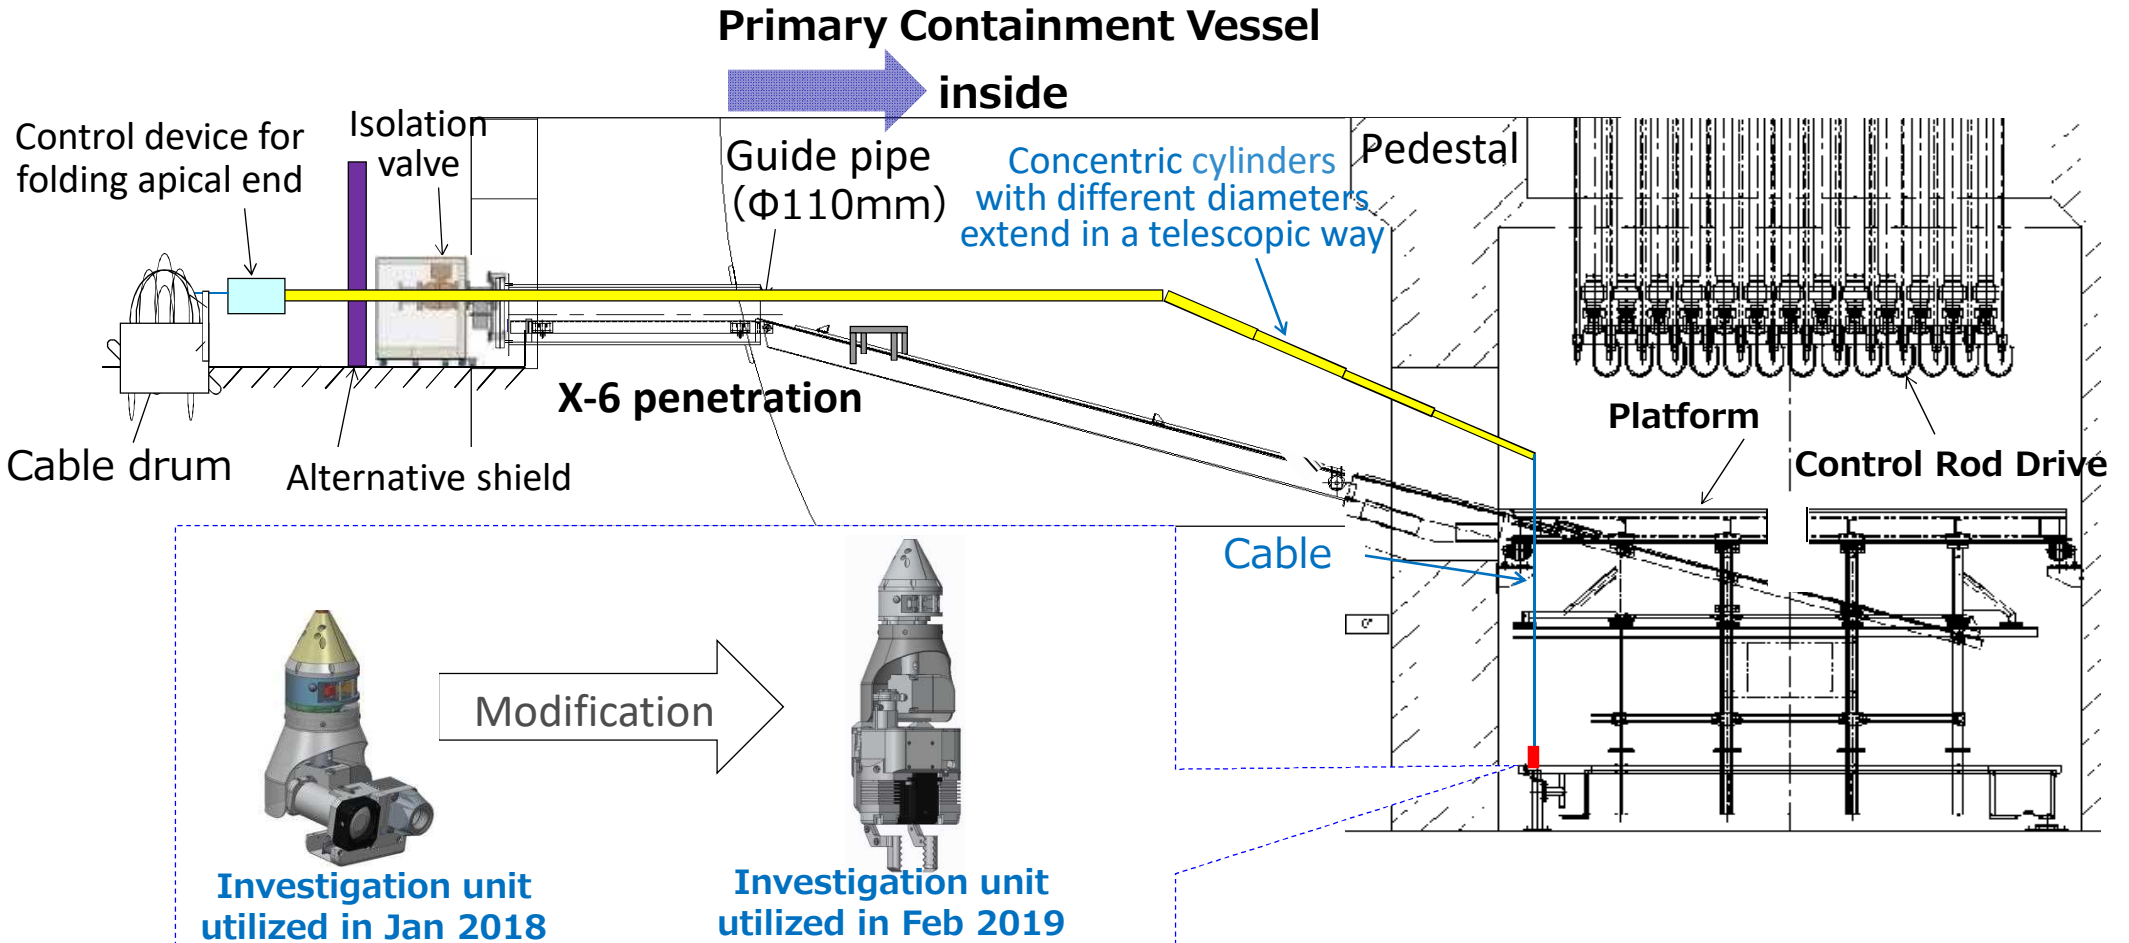 Primary Containment Vessel
inside
Control device for
folding apical end
Isolation
valve
Guide pipe
（Φ110mm）
Concentric cylinders
with different diameters
extend in a telescopic way
Pedestal
X-6 penetration
Platform
Control Rod Drive
Cable drum
Alternative shield
Cable
Modification
Investigation unit
utilized in Jan 2018
Investigation unit
utilized in Feb 2019